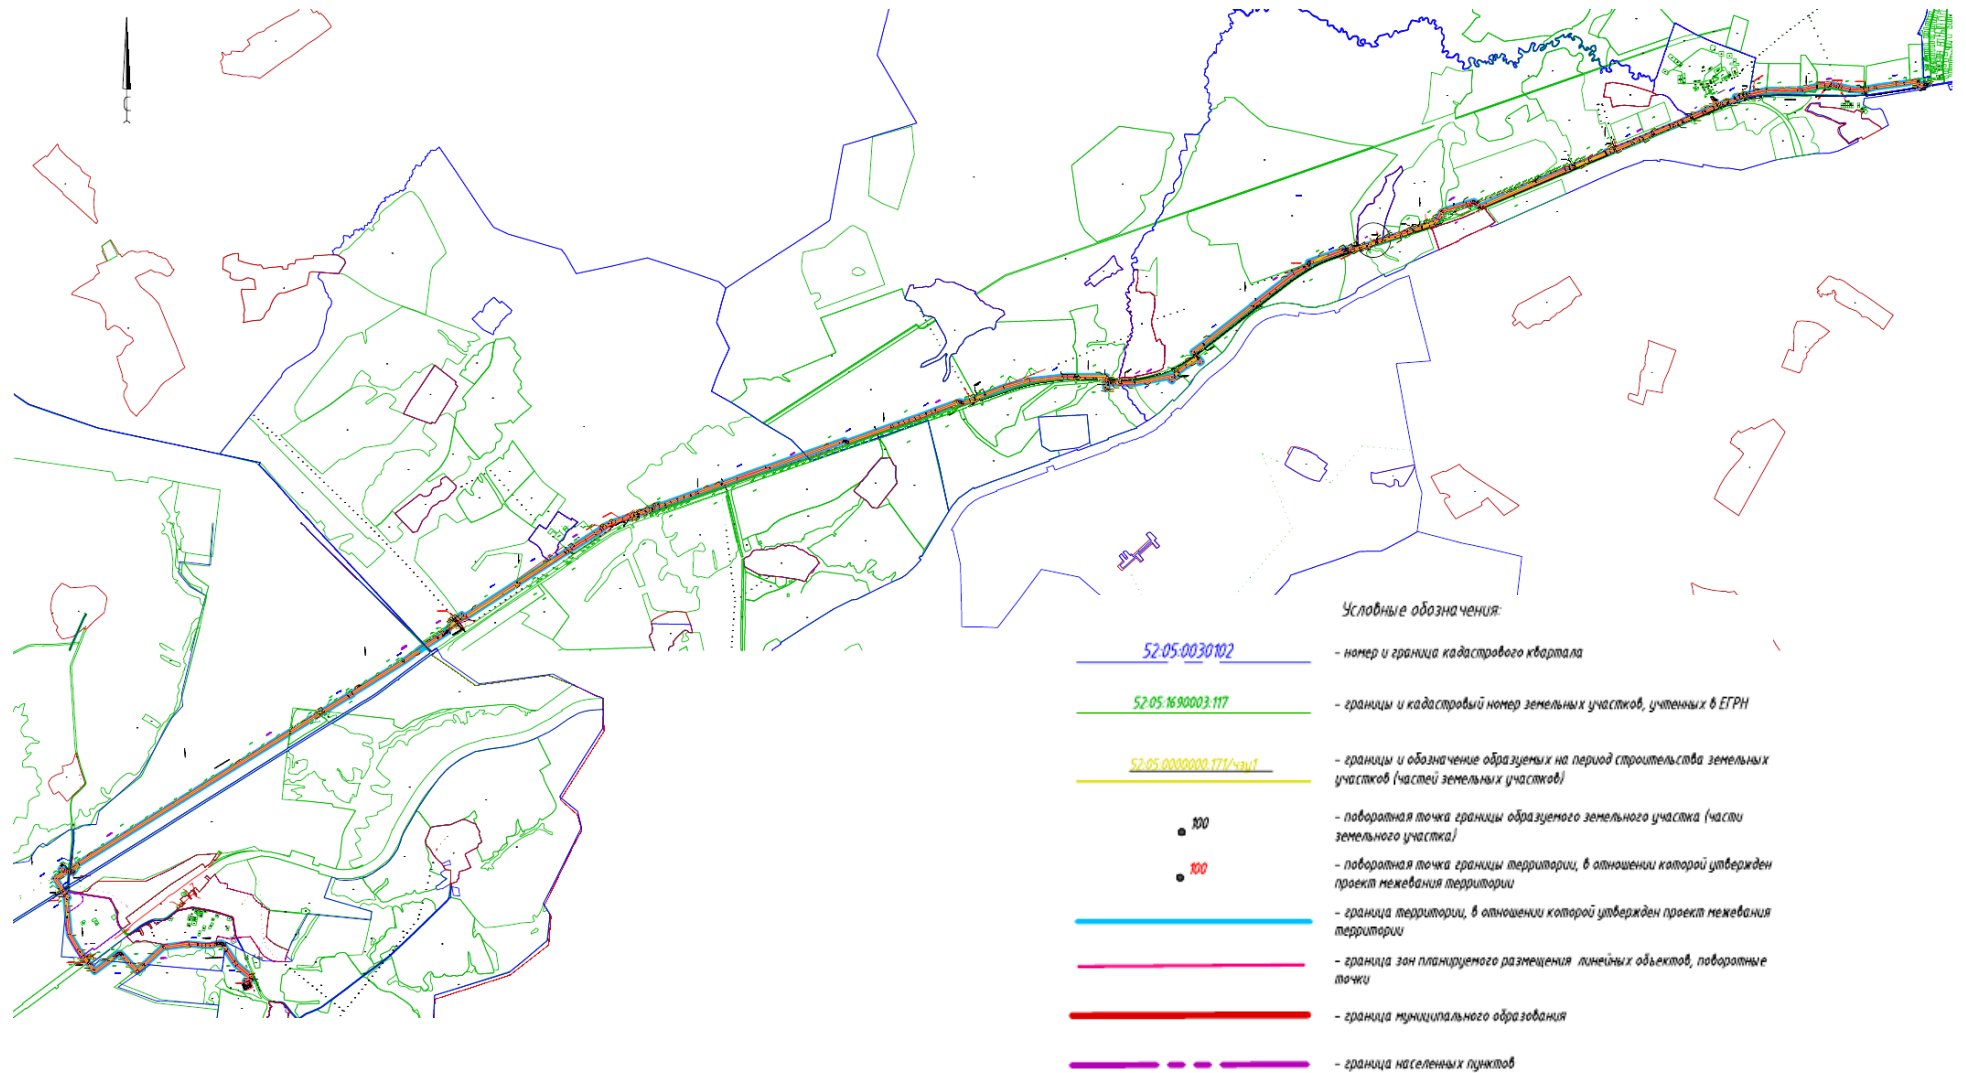 Условные обозначения:
52:05:0030102
- номер и граница кадастрового квартала
52:05:1690003:117
- границы и кадастровый номер земельных участков, учтенных в ЕГРН
52:05:0000000:171/чзу1
- границы и обозначение образуемых на период строительства земельных
участков (частей земельных участков)
100
- поворотная точка границы образуемого земельного участка (части
земельного участка)
100
- поворотная точка границы территории, в отношении которой утвержден
проект межевания территории
- граница территории, в отношении которой утвержден проект межевания
территории
- граница зон планируемого размещения линейных объектов, поворотные
точки
- граница муниципального образования
- граница населенных пунктов